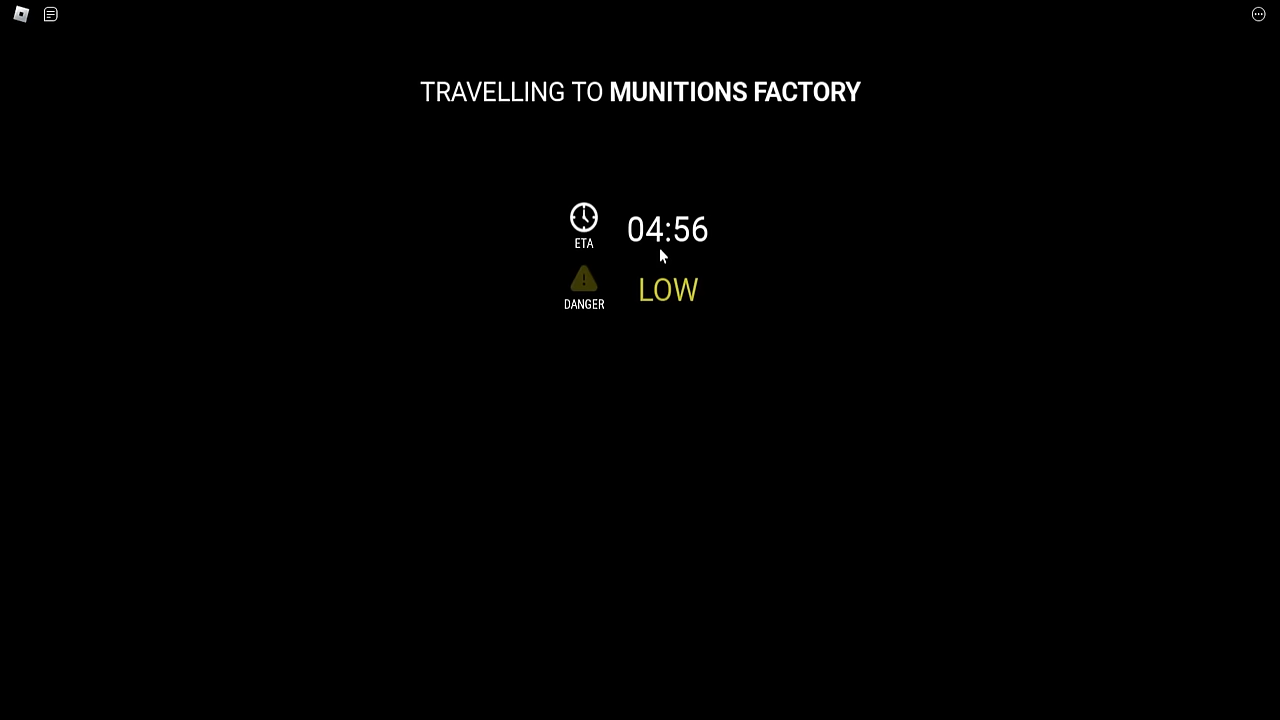 TRAVELLING TO MUNITIONS FACTORY
04:56
ETA
LOW
DANGER